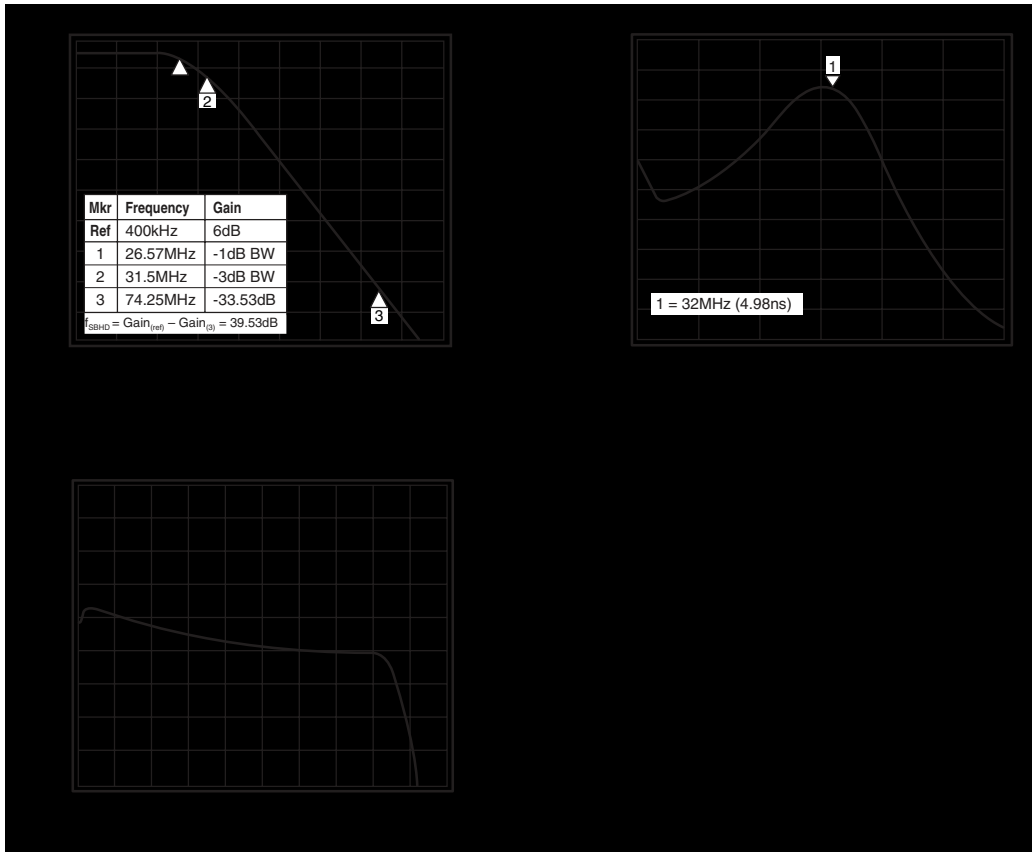 Mkr Frequency Gain
Ref 400kHz 6dB
1 26.57MHz -1dB BW
2 31.5MHz -3dB BW
3 74.25MHz -33.53dB
fSBHD = Gain(ref) – Gain(3) = 39.53dB
2
3
1
1 = 32MHz (4.98ns)